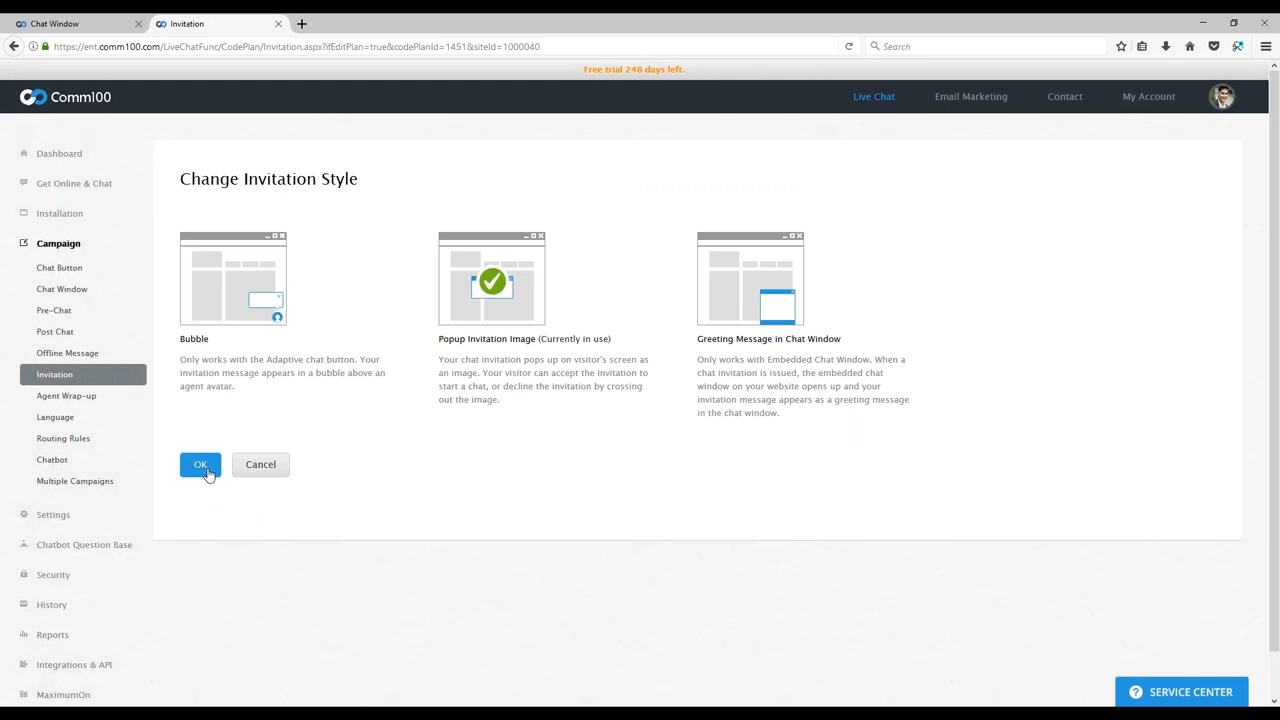 Chat Window
Invitation
https://ent.comm100.com/LiveChatFunc/CodePlan/Invitation.aspx?ifEditPlan=true&codePlanId=1451&siteId=1000040
Search
Free trial 248 days left.
Comm100
Live Chat
Email Marketing
Contact
My Account
Dashboard
Get Online & Chat
Installation
Campaign
Chat Button
Chat Window
Pre-Chat
Post Chat
Offline Message
Invitation
Agent Wrap-up
Language
Routing Rules
Chatbot
Multiple Campaigns
Settings
Chatbot Question Base
Security
History
Reports
Integrations & API
MaximumOn
Change Invitation Style
Bubble
Only works with the Adaptive chat button. Your
invitation message appears in a bubble above an
agent avatar.
Popup Invitation Image (Currently in use)
Your chat invitation pops up on visitor's screen as
an image. Your visitor can accept the invitation to
start a chat, or decline the invitation by crossing
out the image.
Greeting Message in Chat Window
Only works with Embedded Chat Window. When a
chat invitation is issued, the embedded chat
window on your website opens up and your
invitation message appears as a greeting message
in the chat window.
OK
Cancel
? SERVICE CENTER